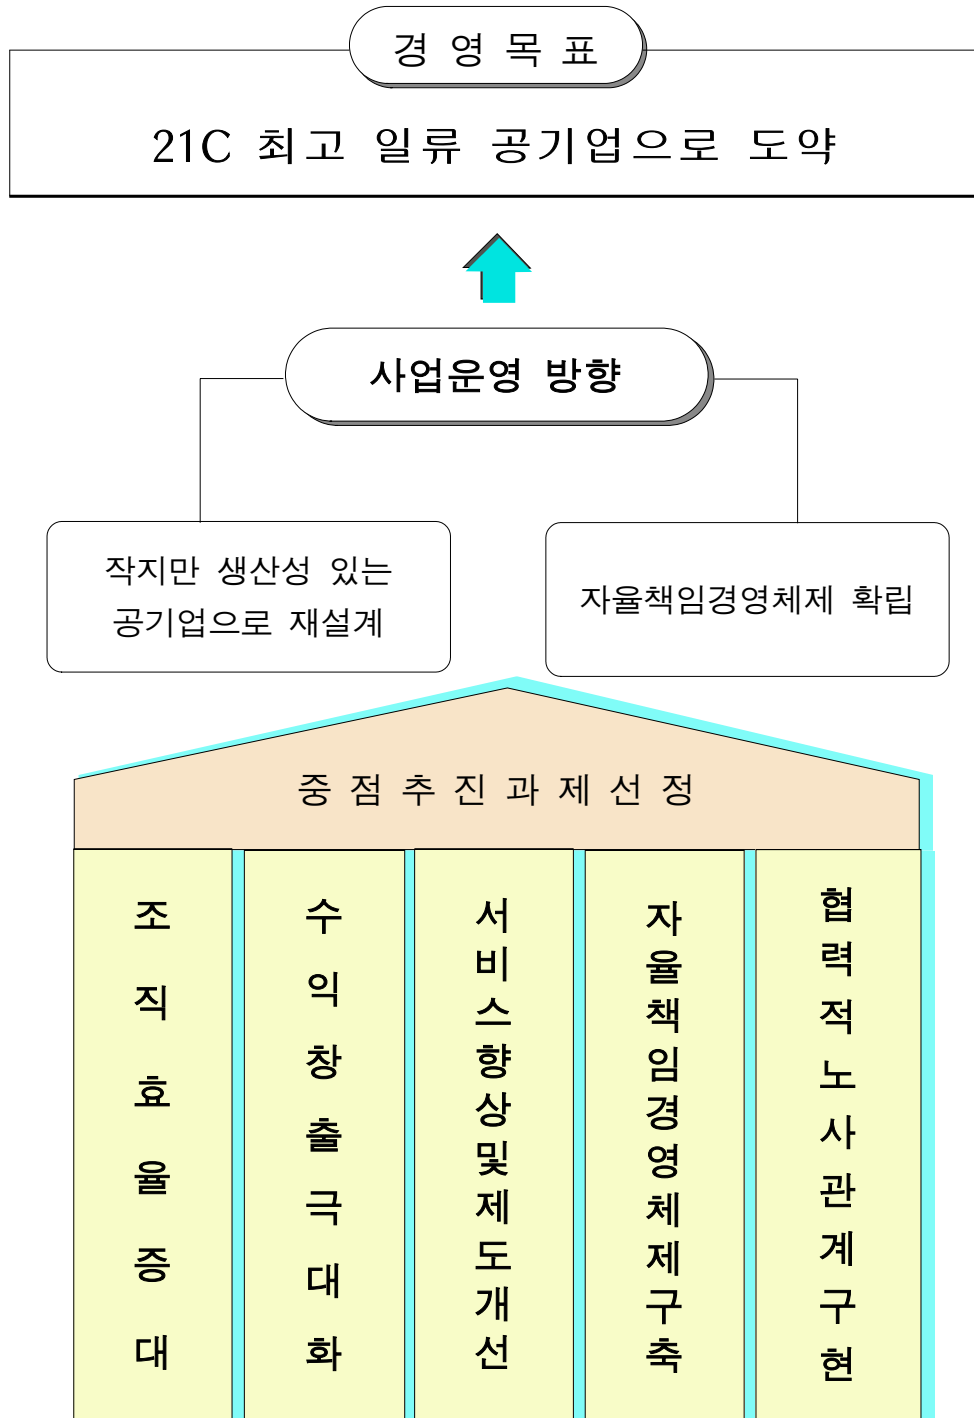 경 영 목 표
21C 최고 일류 공기업으로 도약
사업운영 방향
작지만 생산성 있는
공기업으로 재설계
자율책임경영체제 확립
중 점 추 진 과 제 선 정
조직효율증대
수익창출극대화
서비스향상및제도개선
자율책임경영체제구축
협력적노사관계구현